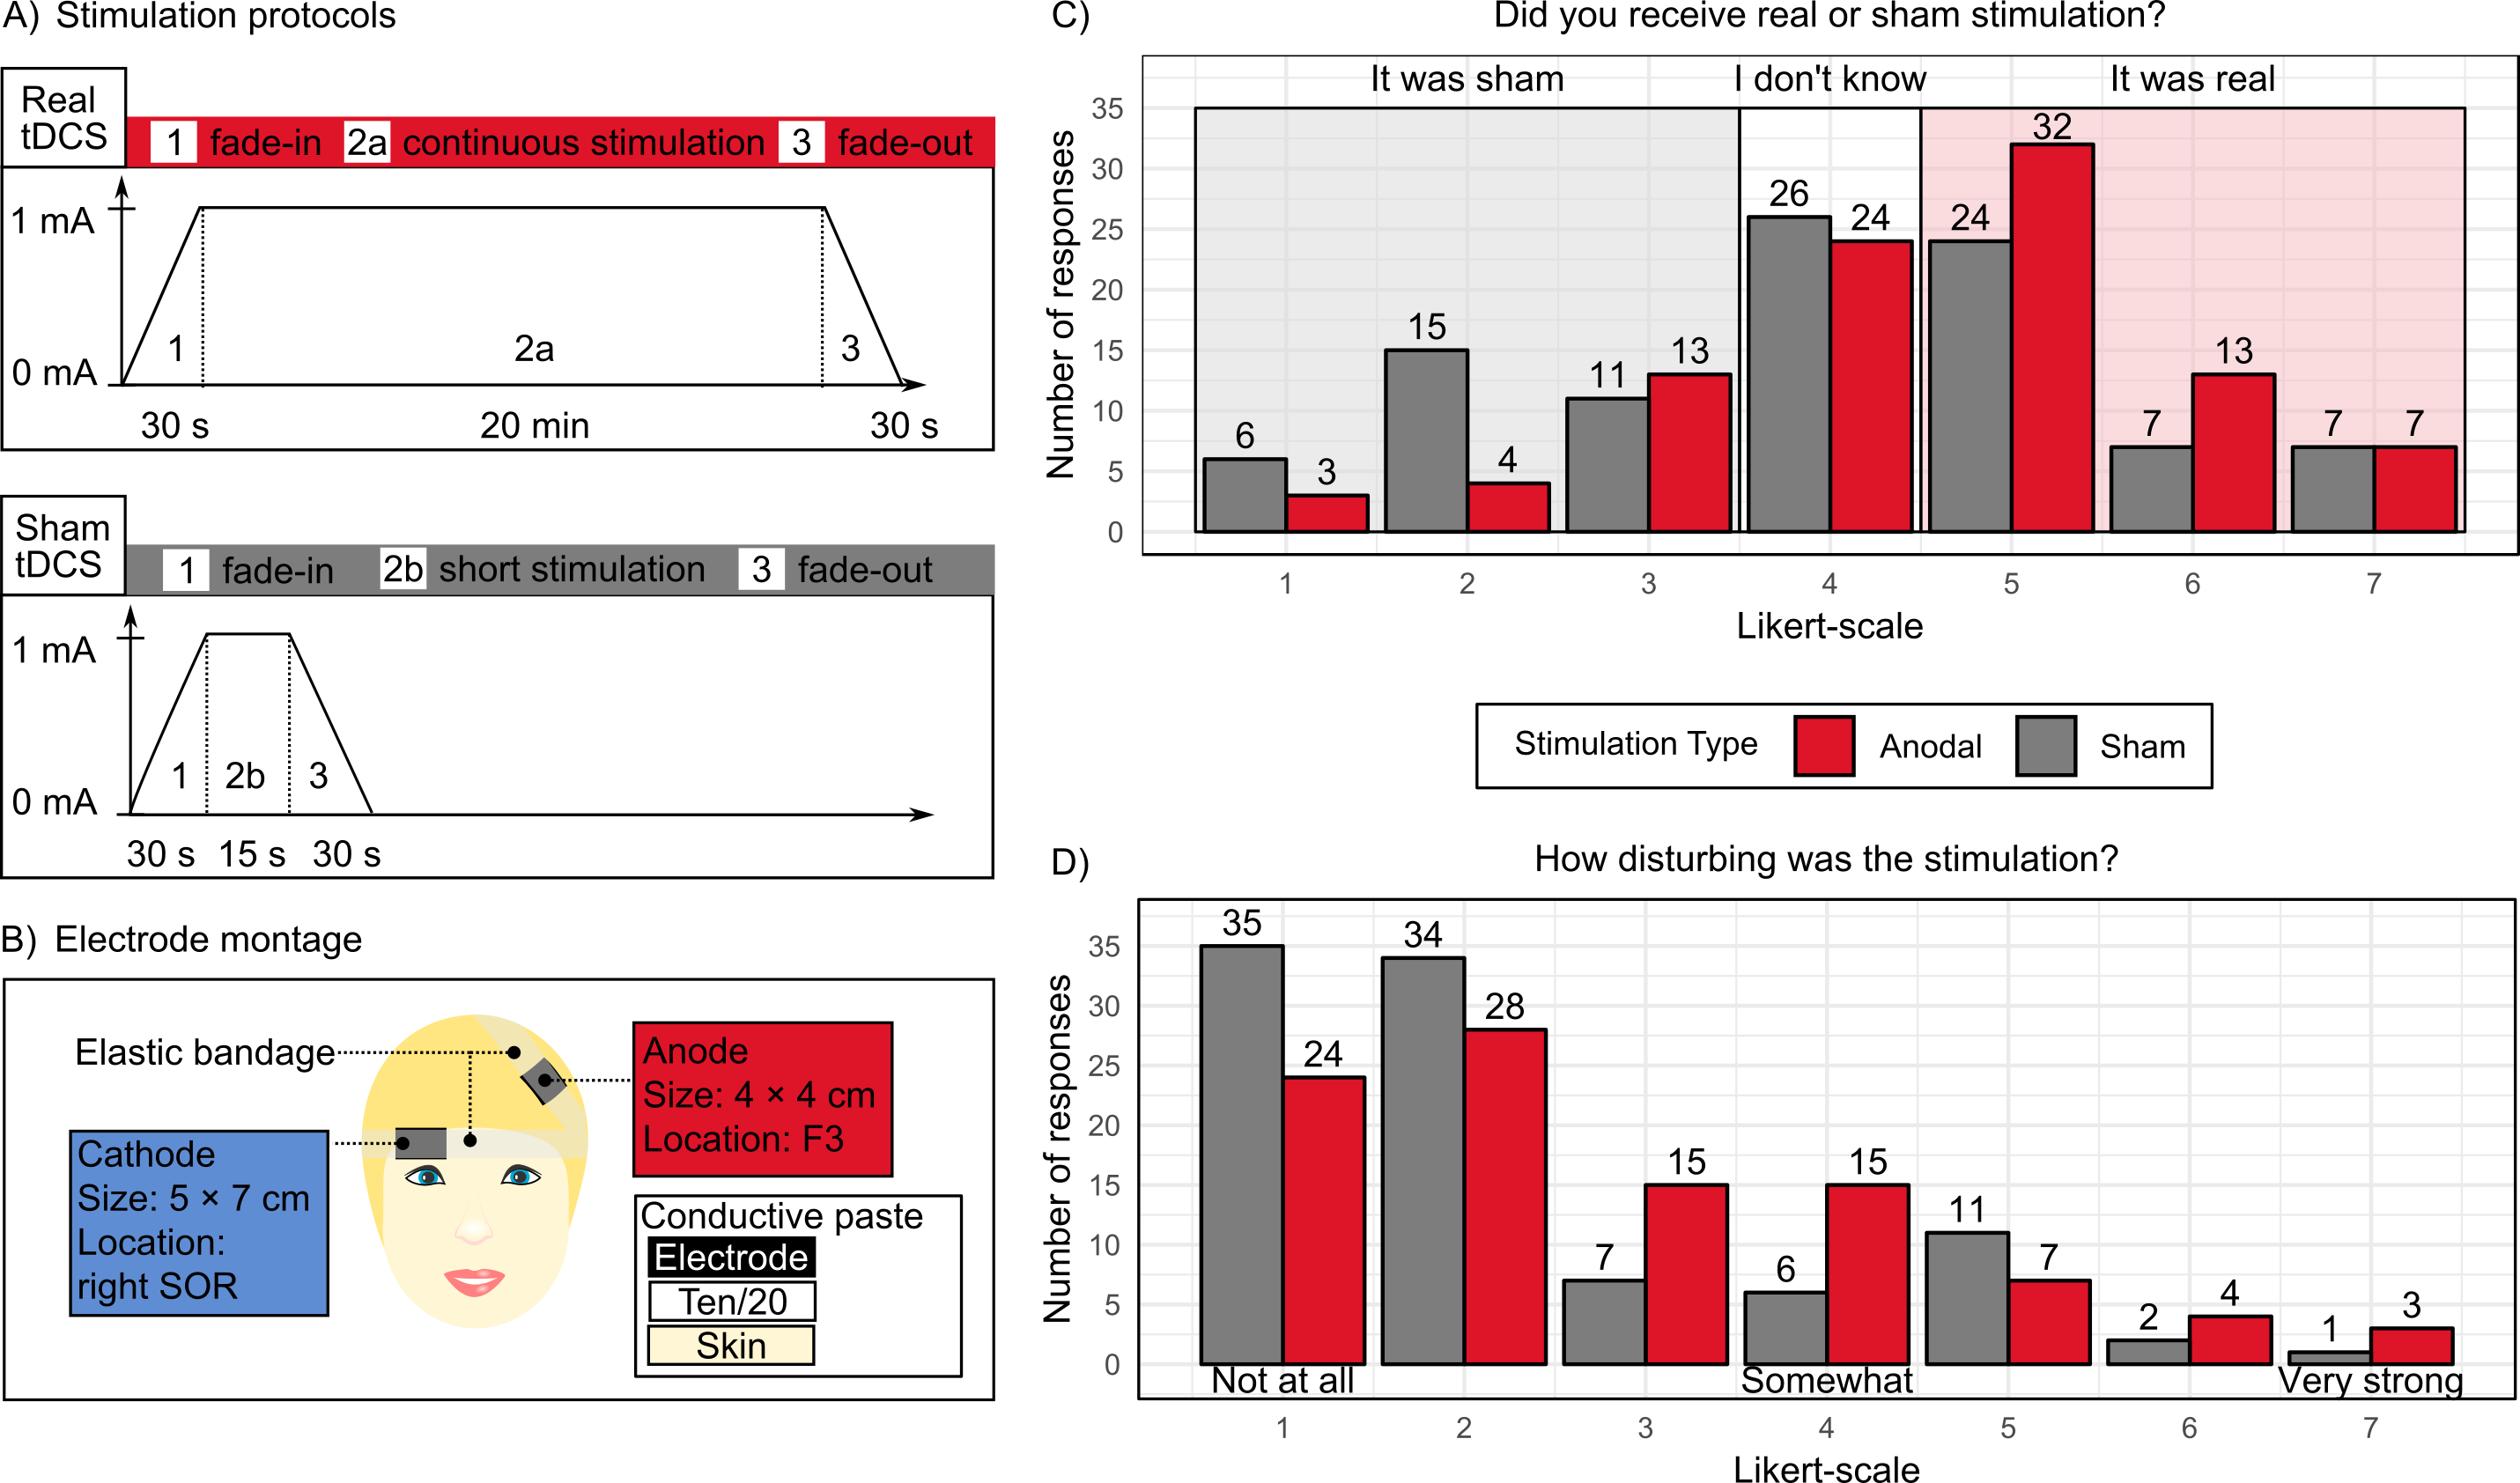 A) Stimulation protocols
Real
tDCS
1 fade-in 2a continuous stimulation 3 fade-out
1 mA
0 mA
1 2a 3
30 s 20 min 30 s
Sham
tDCS
1 fade-in 2b short stimulation 3 fade-out
1 mA
0 mA
1 2b 3
30 s 15 s 30 s
B) Electrode montage
Elastic bandage
Anode
Size: 4 × 4 cm
Location: F3
Cathode
Size: 5 × 7 cm
Location:
right SOR
Conductive paste
Electrode
Ten/20
Skin
C) Did you receive real or sham stimulation?
It was sham I don't know It was real
Number of responses
35
30
25
20
15
10
5
0
6 3 15 4 11 13 26 24 24 32 7 13 7 7
1 2 3 4 5 6 7
Likert-scale
Stimulation Type Anodal Sham
D) How disturbing was the stimulation?
Number of responses
35
30
25
20
15
10
5
0
35 24 34 28 7 15 6 15 11 7 2 4 1 3
Not at all Somewhat Very strong
1 2 3 4 5 6 7
Likert-scale